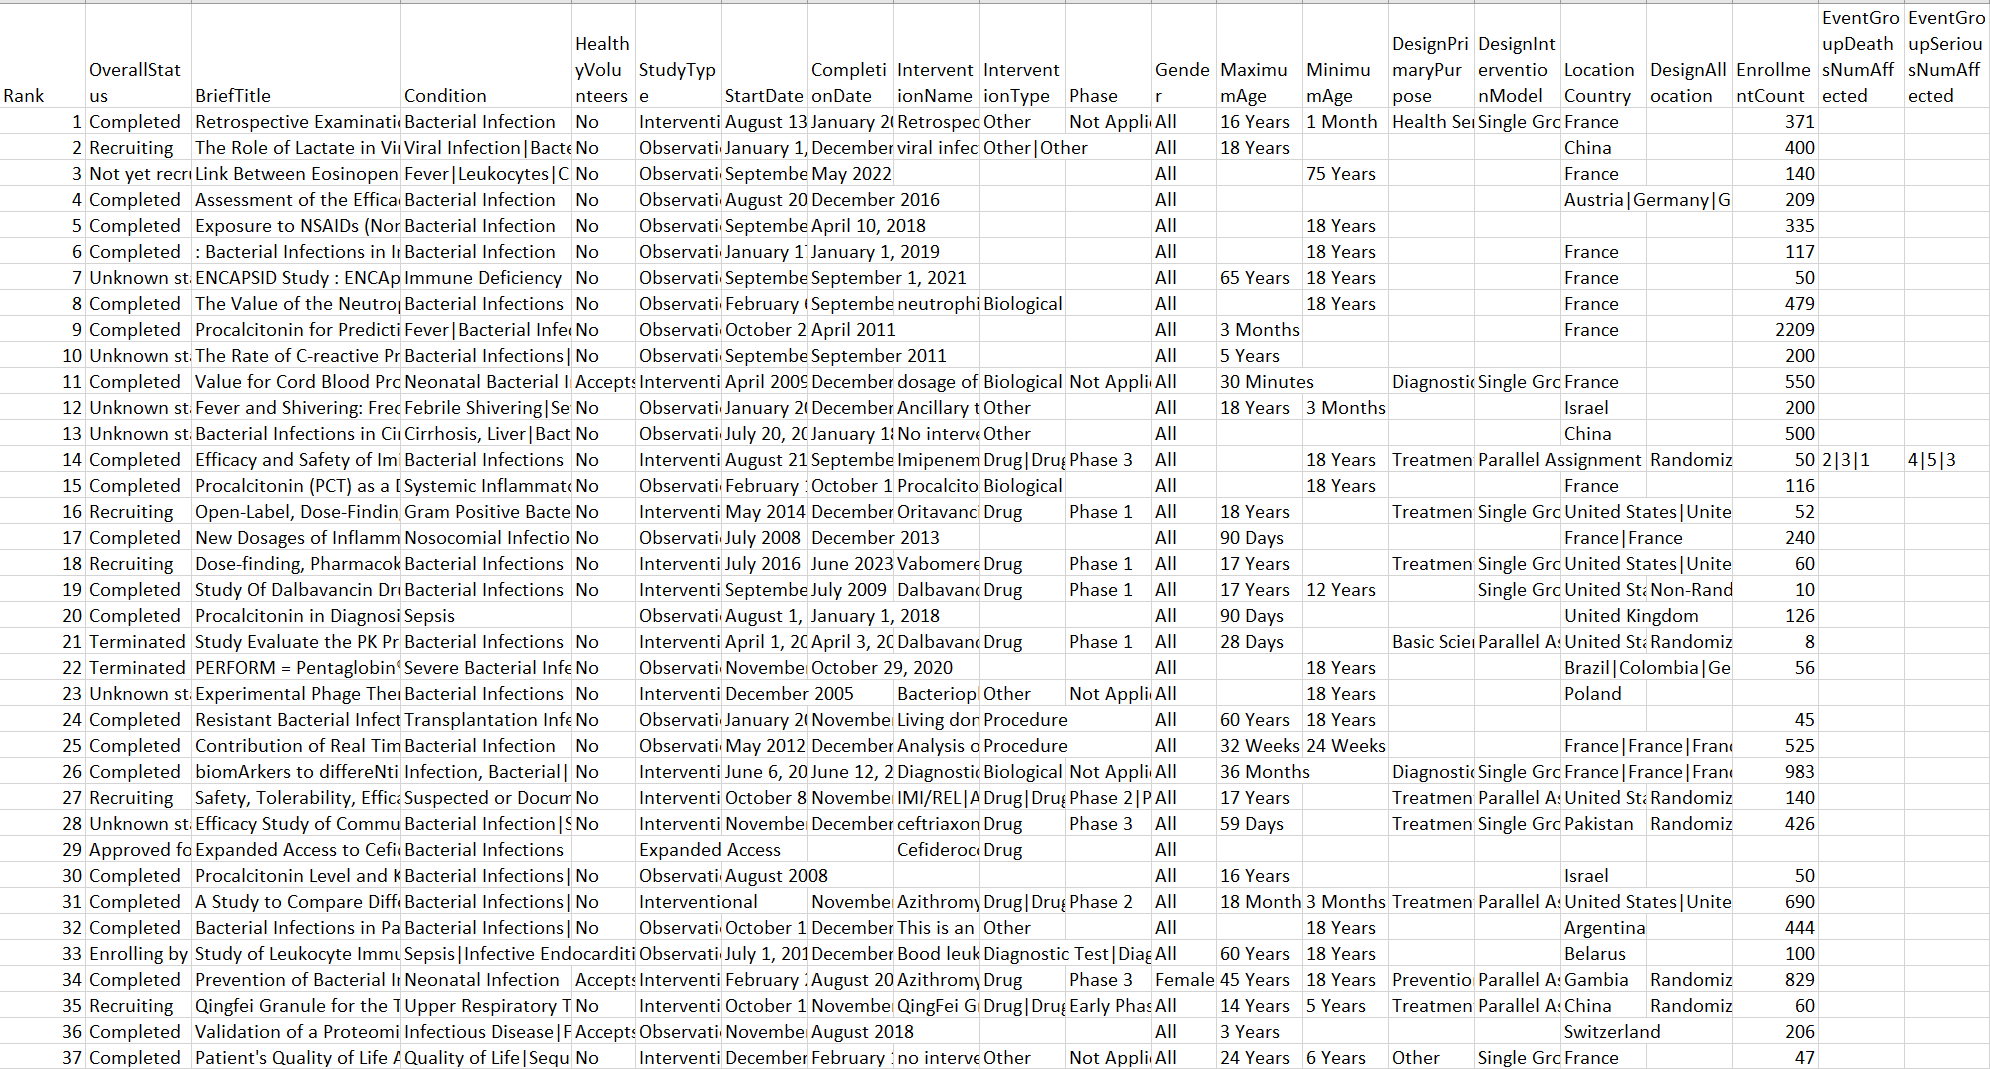 Rank OverallStatus BriefTitle Condition HealthyVolunteers StudyType StartDate CompletionDate InterventionName InterventionType Phase Gender MaximumAge MinimumAge DesignPrimaryPurpose DesignInterventionModel LocationCountry DesignAllocation EnrollmentCount EventGroupDeathsNumAffected EventGroupSeriousNumAffected
1 Completed Retrospective Examinati Bacterial Infection No Interventi August 13 January 20 Retrospec Other Not Appli All 16 Years 1 Month Health Ser Single Gro France 371
2 Recruiting The Role of Lactate in Vi Viral Infection|Bacte No Observati January 1, December viral infec Other|Other All 18 Years China 400
3 Not yet recru Link Between Eosinopen Fever|Leukocytes|C No Observati Septembe May 2022 All 75 Years France 140
4 Completed Assessment of the Effica Bacterial Infection No Observati August 20 December 2016 All Austria|Germany|G 209
5 Completed Exposure to NSAIDs (Nor Bacterial Infection No Observati Septembe April 10, 2018 All 18 Years 335
6 Completed : Bacterial Infections in I Bacterial Infection No Observati January 1 January 1, 2019 All 18 Years France 117
7 Unknown st ENCAPSID Study : ENCAp Immune Deficiency No Observati Septembe September 1, 2021 All 65 Years 18 Years France 50
8 Completed The Value of the Neutro Bacterial Infections No Observati February Septembe neutrophi Biological All 18 Years France 479
9 Completed Procalcitonin for Predicti Fever|Bacterial Infec No Observati October 2 April 2011 All 3 Months France 2209
10 Unknown st The Rate of C-reactive Pr Bacterial Infections| No Observati Septembe September 2011 All 5 Years 200
11 Completed Value for Cord Blood Pro Neonatal Bacterial I Accepts Interventi April 2009 December dosage of Biological Not Appli All 30 Minutes Diagnostic Single Gro France 550
12 Unknown st Fever and Shivering: Fre Febrile Shivering|Se No Observati January 20 December Ancillary t Other All 18 Years 3 Months Israel 200
13 Unknown st Bacterial Infections in Ci Cirrhosis, Liver|Bact No Observati July 20, 20 January 18 No interve Other All China 500
14 Completed Efficacy and Safety of Imi Bacterial Infections No Interventi August 21 Septembe Imipenem Drug|Drug Phase 3 All 18 Years Treatmen Parallel Assignment Randomiz 50 2|3|1 4|5|3
15 Completed Procalcitonin (PCT) as a D Systemic Inflammat No Observati February October 1 Procalcito Biological All 18 Years France 116
16 Recruiting Open-Label, Dose-Findin Gram Positive Bacte No Interventi May 2014 December Oritavanc Drug Phase 1 All 18 Years Treatmen Single Gro United States|Unite 52
17 Completed New Dosages of Inflamm Nosocomial Infectio No Observati July 2008 December 2013 All 90 Days France|France 240
18 Recruiting Dose-finding, Pharmacok Bacterial Infections No Interventi July 2016 June 2023 Vabomere Drug Phase 1 All 17 Years Treatmen Single Gro United States|Unite 60
19 Completed Study Of Dalbavancin Dr Bacterial Infections No Interventi Septembe July 2009 Dalbavanc Drug Phase 1 All 17 Years 12 Years Single Gro United Sta Non-Rand 10
20 Completed Procalcitonin in Diagnosi Sepsis Observati August 1, January 1, 2018 All 90 Days United Kingdom 126
21 Terminated Study Evaluate the PK Pr Bacterial Infections No Interventi April 1, 20 April 3, 20 Dalbavanc Drug Phase 1 All 28 Days Basic Scie Parallel As United Sta Randomiz 8
22 Terminated PERFORM = Pentaglobin Severe Bacterial Infe No Observati Novembe October 29, 2020 All 18 Years Brazil|Colombia|Ge 56
23 Unknown st Experimental Phage The Bacterial Infections No Interventi December 2005 Bacteriop Other Not Appli All 18 Years Poland
24 Completed Resistant Bacterial Infect Transplantation Infe No Observati January 20 Novembe Living don Procedure All 60 Years 18 Years 45
25 Completed Contribution of Real Tim Bacterial Infection No Observati May 2012 December Analysis o Procedure All 32 Weeks 24 Weeks France|France|Fran 525
26 Completed biomArkers to differeNti Infection, Bacterial| No Interventi June 6, 20 June 12, 2 Diagnostic Biological Not Appli All 36 Months Diagnostic Single Gro France|France|Fran 983
27 Recruiting Safety, Tolerability, Effica Suspected or Docum No Interventi October 8 Novembe IMI/REL|A Drug|Drug Phase 2|P All 17 Years Treatmen Parallel As United Sta Randomiz 140
28 Unknown st Efficacy Study of Commu Bacterial Infection|S No Interventi Novembe December ceftriaxon Drug Phase 3 All 59 Days Treatmen Single Gro Pakistan Randomiz 426
29 Approved fo Expanded Access to Cefi Bacterial Infections Expanded Access Cefideroc Drug All
30 Completed Procalcitonin Level and K Bacterial Infections| No Observati August 2008 All 16 Years Israel 50
31 Completed A Study to Compare Diff Bacterial Infections| No Interventional Novembe Azithromy Drug|Drug Phase 2 All 18 Month 3 Months Treatmen Parallel As United States|Unite 690
32 Completed Bacterial Infections in Pa Bacterial Infections| No Observati October 1 December This is an Other All 18 Years Argentina 444
33 Enrolling by Study of Leukocyte Immu Sepsis|Infective Endocarditi Observati July 1, 201 December Bood leuk Diagnostic Test|Diag All 60 Years 18 Years Belarus 100
34 Completed Prevention of Bacterial I Neonatal Infection Accepts Interventi February August 20 Azithromy Drug Phase 3 Female 45 Years 18 Years Preventio Parallel As Gambia Randomiz 829
35 Recruiting Qingfei Granule for the T Upper Respiratory T No Interventi October 1 Novembe QingFei G Drug|Drug Early Phas All 14 Years 5 Years Treatmen Parallel As China Randomiz 60
36 Completed Validation of a Proteomi Infectious Disease|F Accepts Observati Novembe August 2018 All 3 Years Switzerland 206
37 Completed Patient's Quality of Life A Quality of Life|Sequ No Interventi December February no interve Other Not Appli All 24 Years 6 Years Other Single Gro France 47